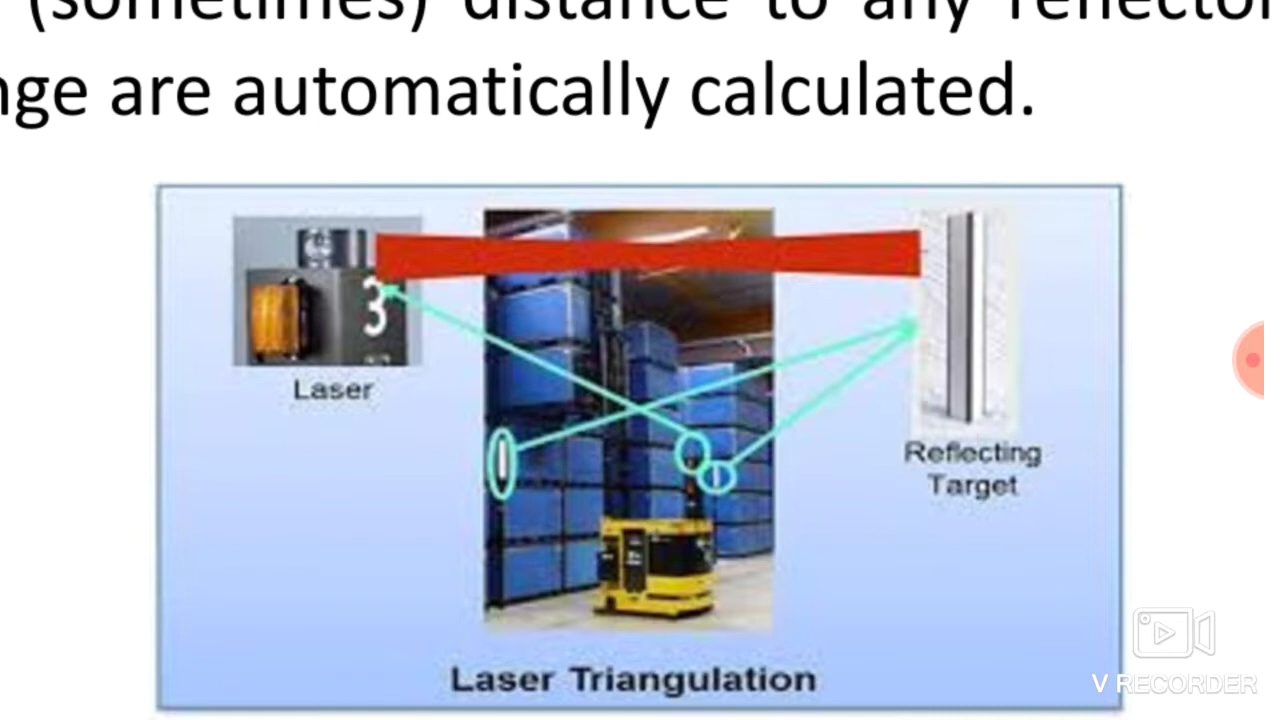 (sometimes) distance to any reflector
nge are automatically calculated.
3
Laser
Reflecting
Target
Laser Triangulation
V RECORDER